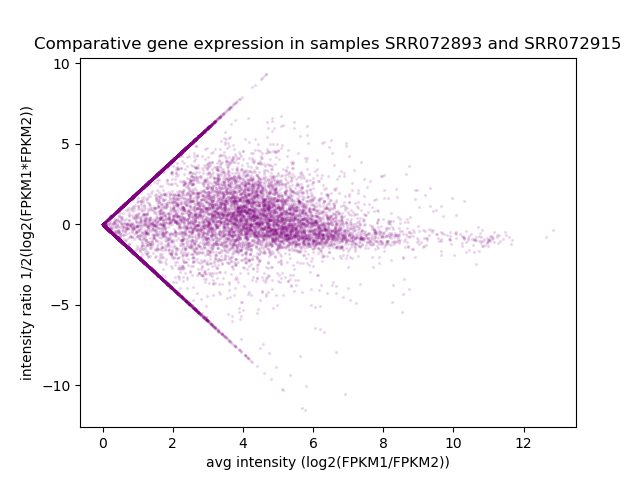 Comparative gene expression in samples SRR072893 and SRR072915
intensity ratio 1/2(log2(FPKM1*FPKM2))
10
5
0
−5
−10
0 2 4 6 8 10 12
avg intensity (log2(FPKM1/FPKM2))